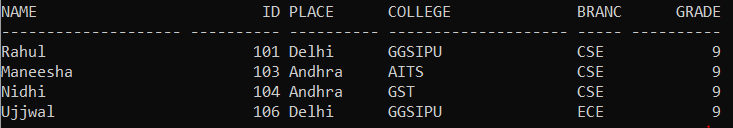 NAME                         ID PLACE      COLLEGE              BRANC      GRADE
-------------------- ---------- ---------- -------------------- ----- ----------
Rahul                       101 Delhi      GGSIPU               CSE            9
Maneesha                    103 Andhra     AITS                 CSE            9
Nidhi                       104 Andhra     GST                  CSE            9
Ujjwal                      106 Delhi      GGSIPU               ECE            9